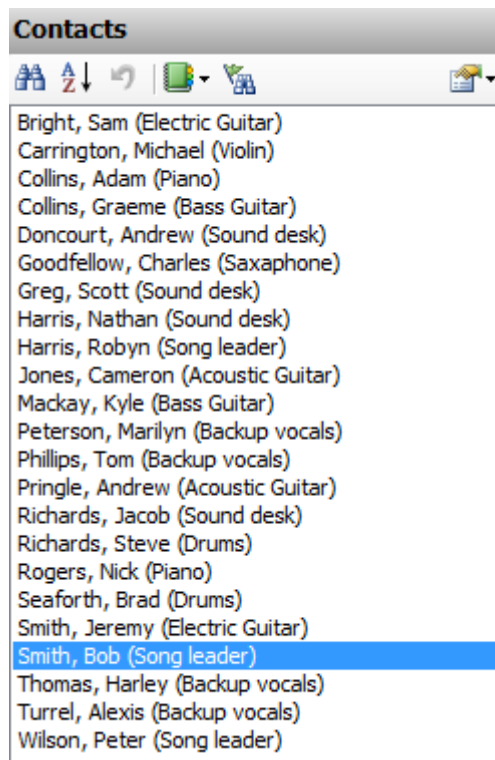 Contacts
A
Z
Bright, Sam (Electric Guitar)
Carrington, Michael (Violin)
Collins, Adam (Piano)
Collins, Graeme (Bass Guitar)
Doncourt, Andrew (Sound desk)
Goodfellow, Charles (Saxaphone)
Greg, Scott (Sound desk)
Harris, Nathan (Sound desk)
Harris, Robyn (Song leader)
Jones, Cameron (Acoustic Guitar)
Mackay, Kyle (Bass Guitar)
Peterson, Marilyn (Backup vocals)
Phillips, Tom (Backup vocals)
Pringle, Andrew (Acoustic Guitar)
Richards, Jacob (Sound desk)
Richards, Steve (Drums)
Rogers, Nick (Piano)
Seaforth, Brad (Drums)
Smith, Jeremy (Electric Guitar)
Smith, Bob (Song leader)
Thomas, Harley (Backup vocals)
Turrel, Alexis (Backup vocals)
Wilson, Peter (Song leader)